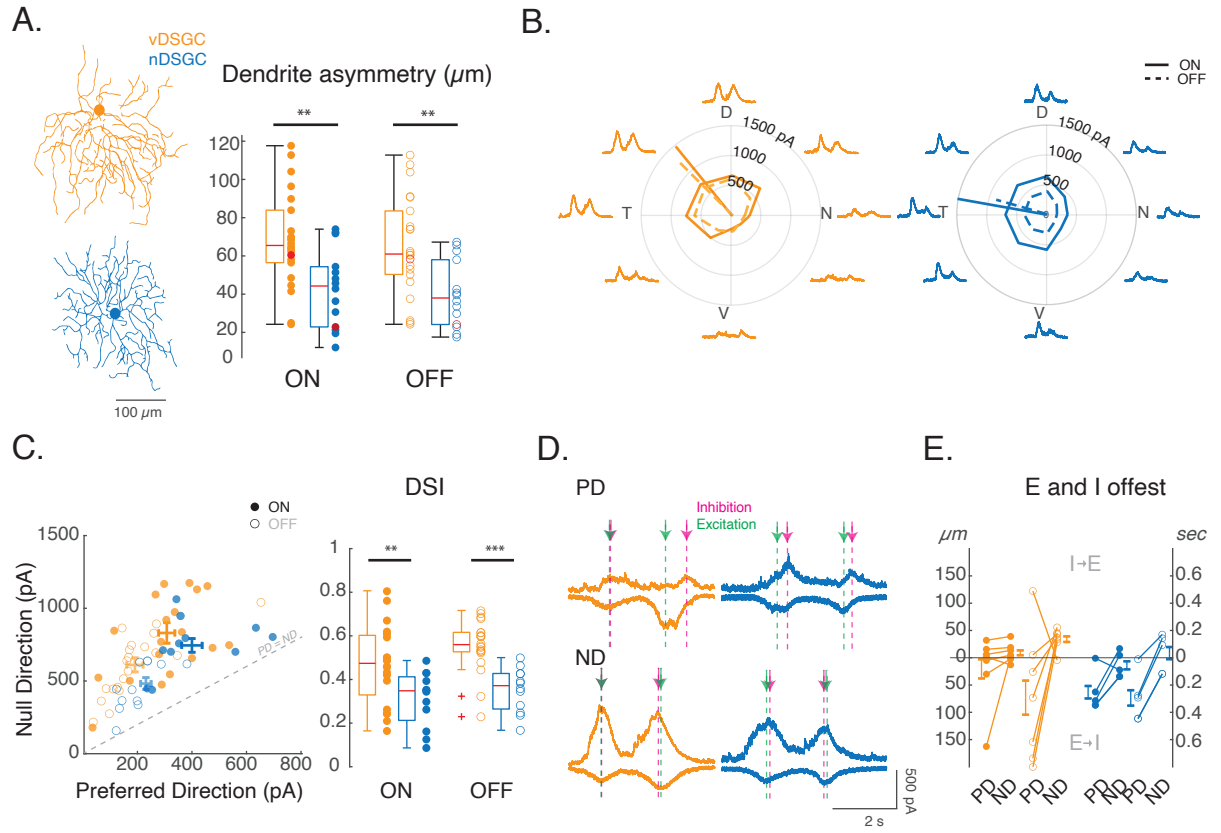 A.
vDSGC
nDSGC
Dendrite asymmetry (µm)
**
**
120
100
80
60
40
20
0
ON
OFF
100 µm
B.
ON
OFF
D
1500 pA
1000
500
T
N
V
D
1500 pA
1000
500
T
N
V
C.
ON
OFF
1500
1000
500
0
Null Direction (pA)
PD = ND
0
200
400
600
800
Preferred Direction (pA)
DSI
**
***
1
0.8
0.6
0.4
0.2
0
ON
OFF
D.
PD
Inhibition
Excitation
ND
500 pA
2 s
E.
E and I offest
µm
sec
I→E
150
100
50
0
50
100
150
0.6
0.4
0.2
0
0.2
0.4
0.6
E→I
PD
ND
PD
ND
PD
ND
PD
ND